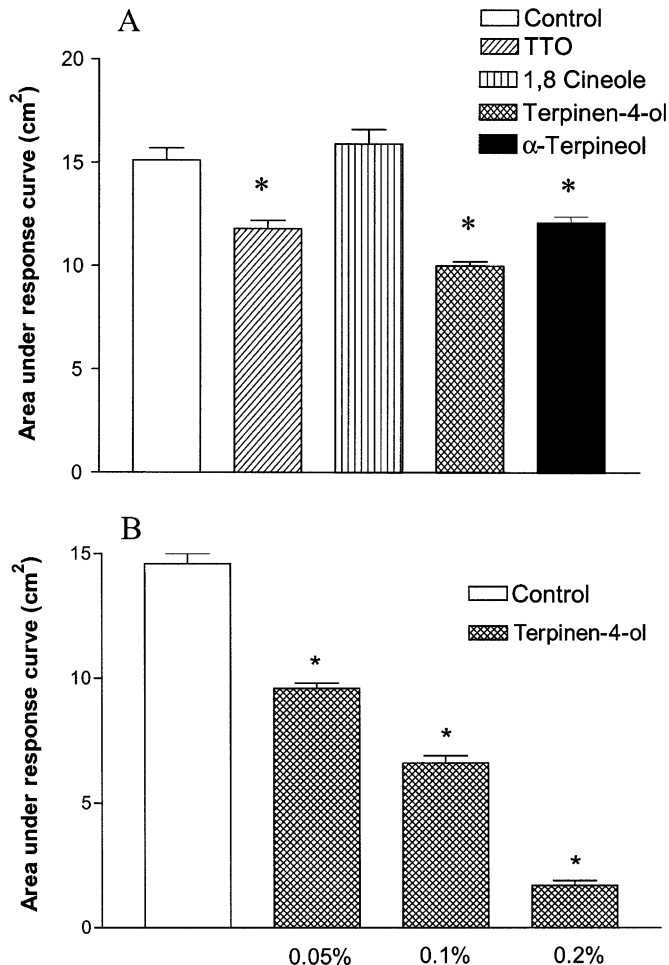 A
Control
TTO
1,8 Cineole
Terpinen-4-ol
α-Terpineol
Area under response curve (cm²)
20
15
10
5
0
*
*
*
B
Control
Terpinen-4-ol
Area under response curve (cm²)
15
10
5
0
*
*
*
0.05% 0.1% 0.2%